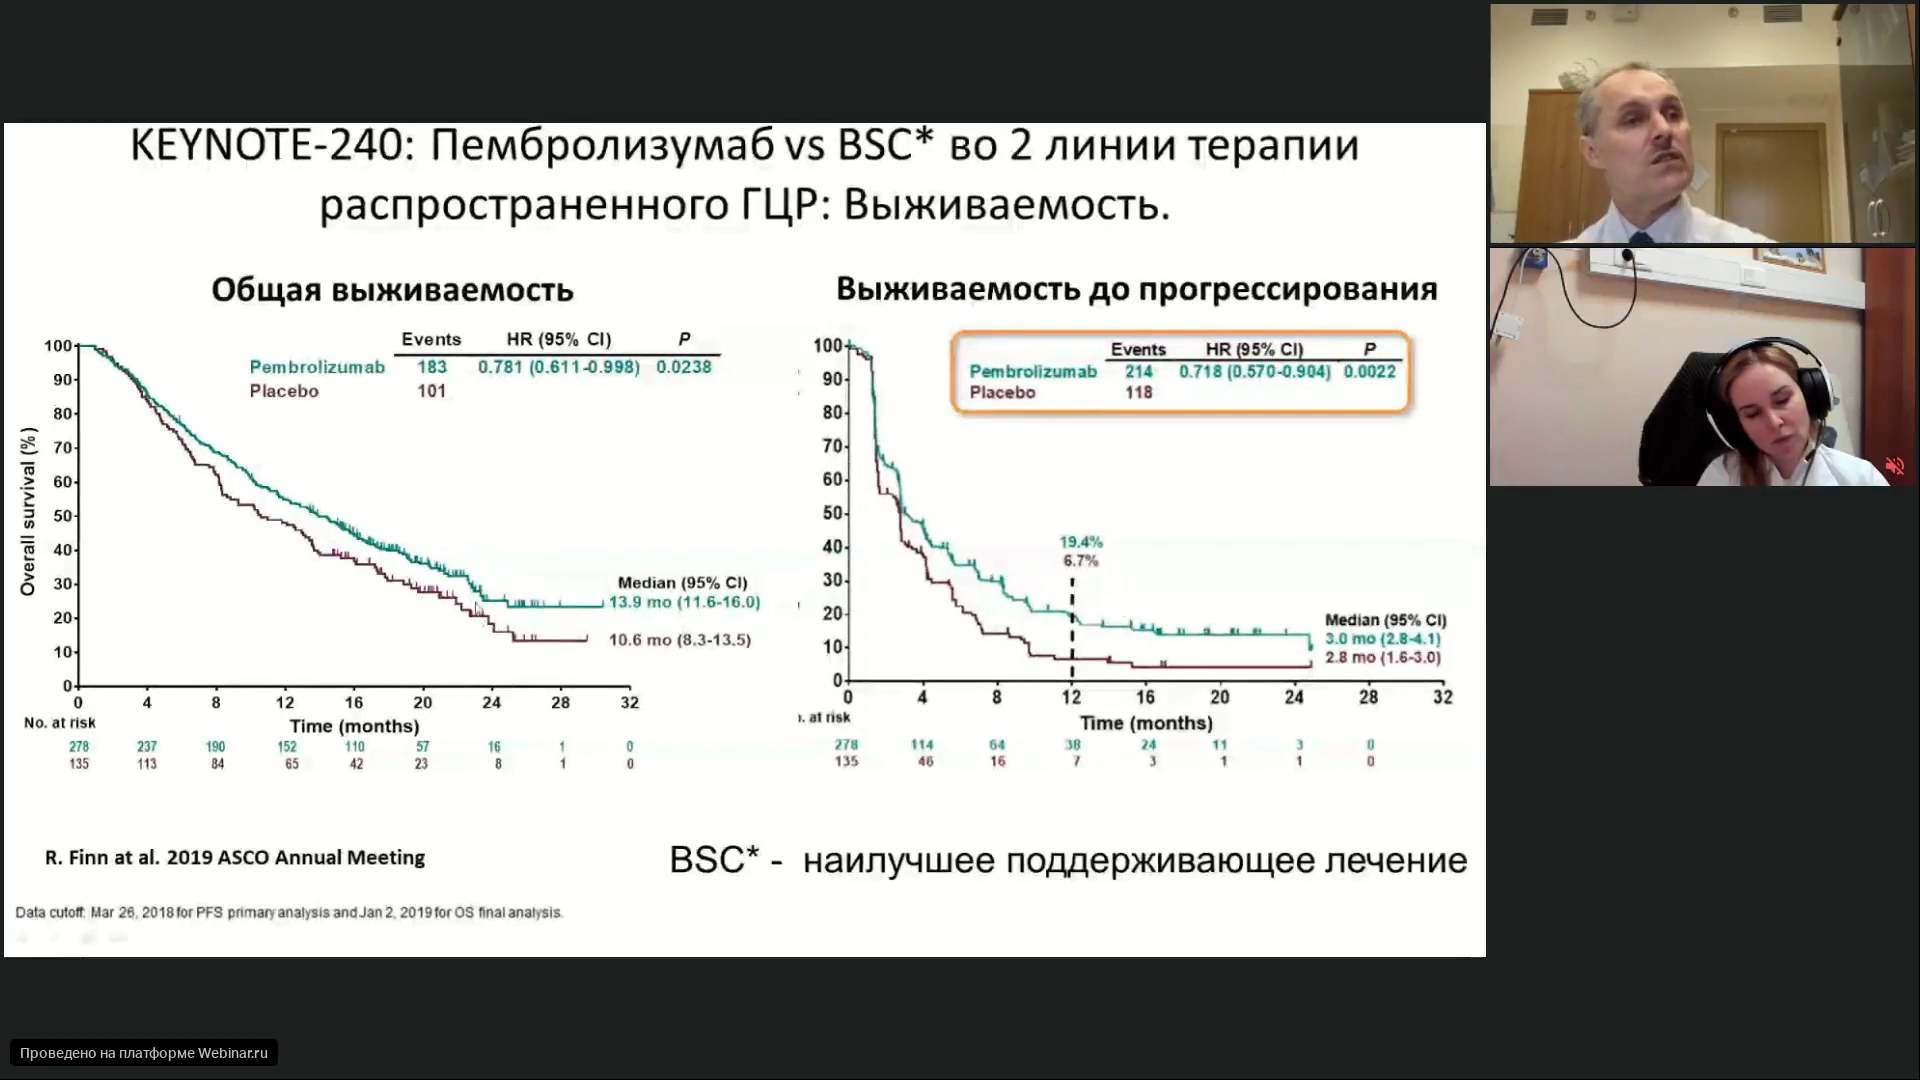 KEYNOTE-240: Пембролизумаб vs BSC* во 2 линии терапии
распространенного ГЦР: Выживаемость.
Общая выживаемость
Events HR (95% CI) P
Pembrolizumab 183 0.781 (0.611-0.998) 0.0238
Placebo 101
Overall survival (%)
100
90
80
70
60
50
40
30
20
10
0
Median (95% CI)
13.9 mo (11.6-16.0)
10.6 mo (8.3-13.5)
0 4 8 12 16 20 24 28 32
No. at risk
Time (months)
278 237 190 152 110 57 16 1 0
135 113 84 65 42 23 8 1 0
Выживаемость до прогрессирования
Events HR (95% CI) P
Pembrolizumab 214 0.718 (0.570-0.904) 0.0022
Placebo 118
100
90
80
70
60
50
40
30
20
10
0
19.4%
6.7%
Median (95% CI)
3.0 mo (2.8-4.1)
2.8 mo (1.6-3.0)
0 4 8 12 16 20 24 28 32
. at risk
Time (months)
278 114 64 38 24 11 3 0
135 46 16 7 3 1 1 0
R. Finn at al. 2019 ASCO Annual Meeting
BSC* - наилучшее поддерживающее лечение
Data cutoff: Mar 26, 2018 for PFS primary analysis and Jan 2, 2019 for OS final analysis.
Проведено на платформе Webinar.ru